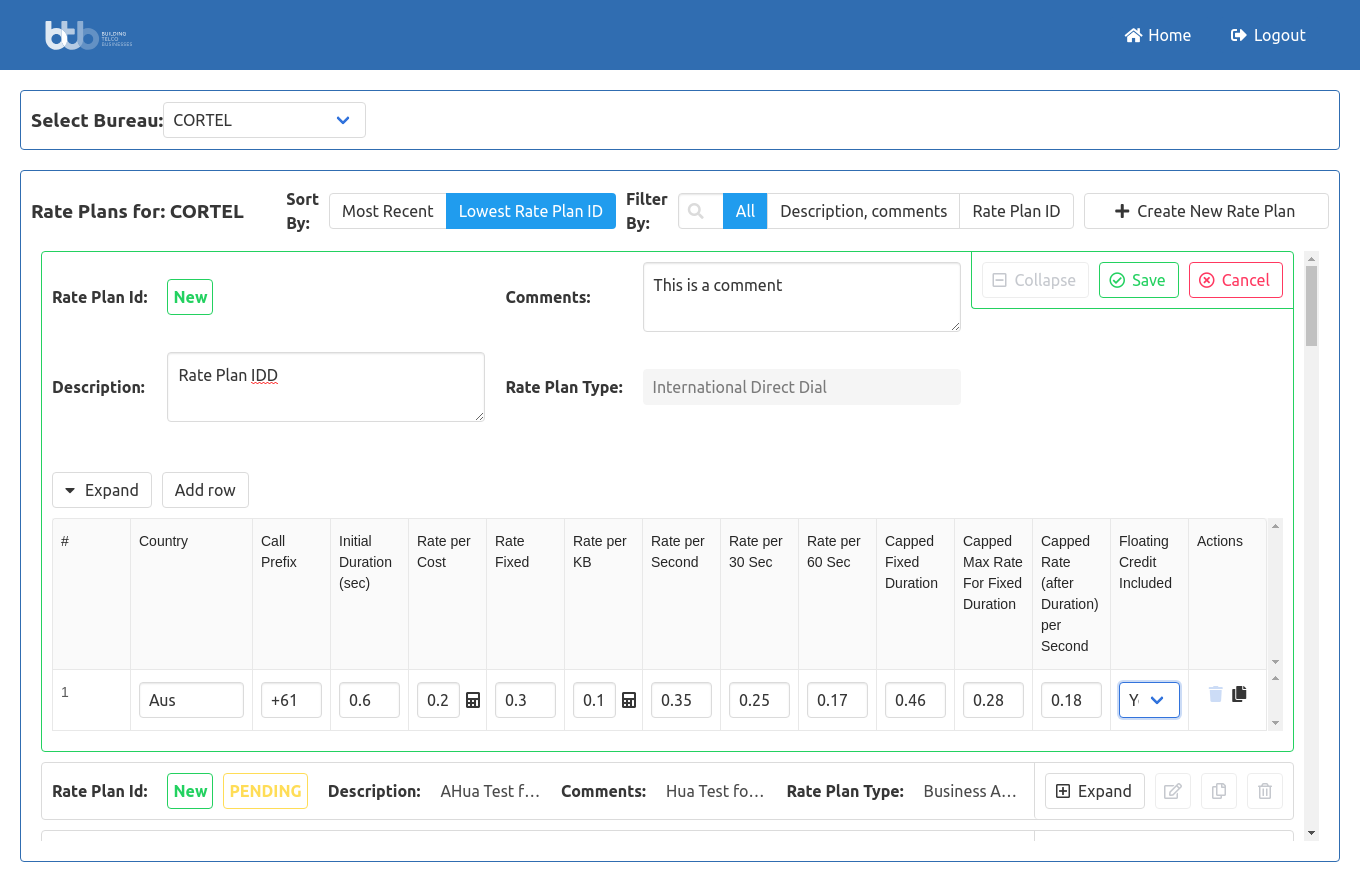 btb BUILDING
TELCO
BUSINESSES
Home Logout
Select Bureau: CORTEL
Rate Plans for: CORTEL
Sort By: Most Recent Lowest Rate Plan ID
Filter By: All Description, comments Rate Plan ID
Create New Rate Plan
Rate Plan Id: New Comments: This is a comment Collapse Save Cancel
Description: Rate Plan IDD Rate Plan Type: International Direct Dial
Expand Add row
#
Country
Call Prefix
Initial Duration (sec)
Rate per Cost
Rate Fixed
Rate per KB
Rate per Second
Rate per 30 Sec
Rate per 60 Sec
Capped Fixed Duration
Capped Max Rate For Fixed Duration
Capped Rate (after Duration) per Second
Floating Credit Included
Actions
1 Aus +61 0.6 0.2 0.3 0.1 0.35 0.25 0.17 0.46 0.28 0.18
Rate Plan Id: New PENDING Description: AHua Test f... Comments: Hua Test fo... Rate Plan Type: Business A... Expand